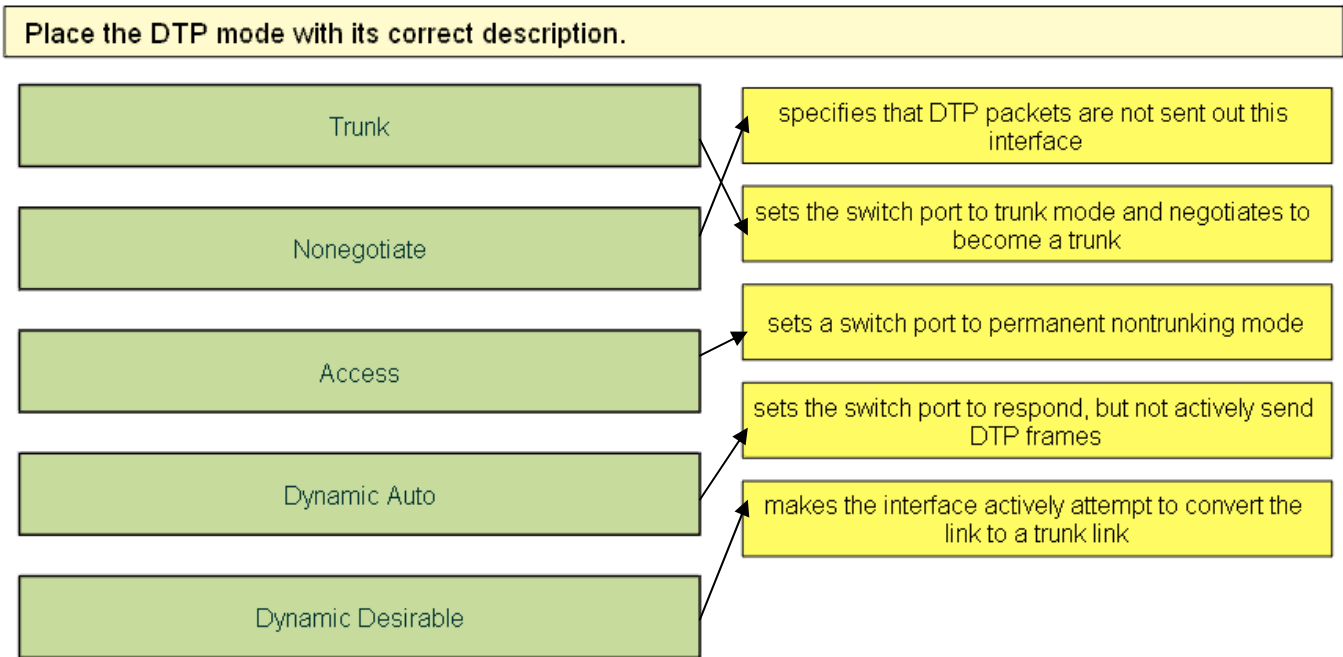 Place the DTP mode with its correct description.
Trunk
Nonegotiate
Access
Dynamic Auto
Dynamic Desirable
specifies that DTP packets are not sent out this
interface
sets the switch port to trunk mode and negotiates to
become a trunk
sets a switch port to permanent nontrunking mode
sets the switch port to respond, but not actively send
DTP frames
makes the interface actively attempt to convert the
link to a trunk link